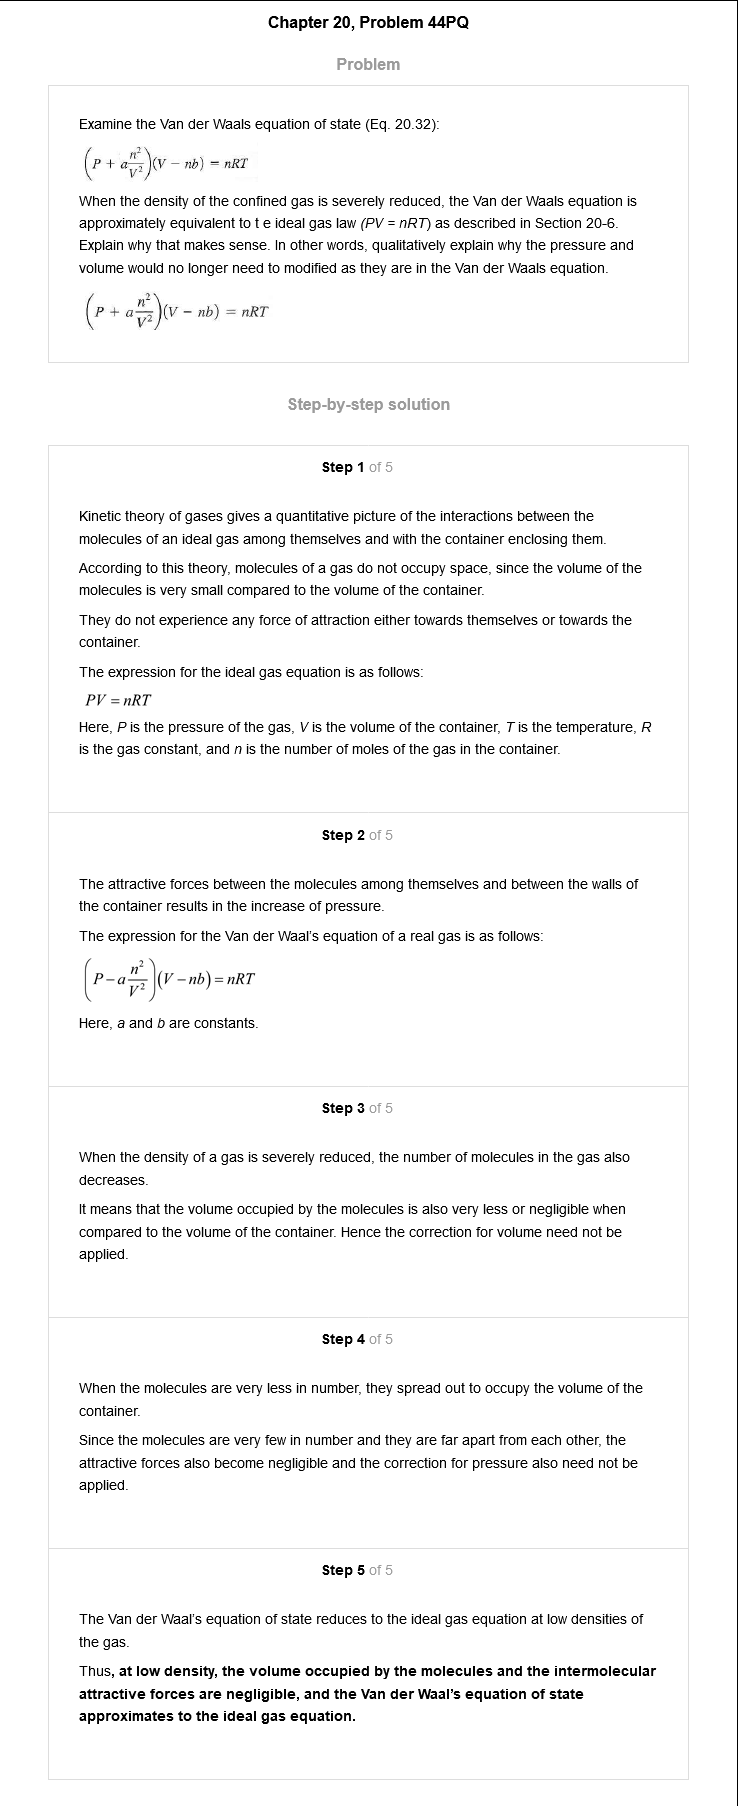 Chapter 20, Problem 44PQ
Problem
Examine the Van der Waals equation of state (Eq. 20.32):
(P + a n²/V²)(V − nb) = nRT
When the density of the confined gas is severely reduced, the Van der Waals equation is
approximately equivalent to t e ideal gas law (PV = nRT) as described in Section 20-6.
Explain why that makes sense. In other words, qualitatively explain why the pressure and
volume would no longer need to modified as they are in the Van der Waals equation.
(P + a n²/V²)(V − nb) = nRT
Step-by-step solution
Step 1 of 5
Kinetic theory of gases gives a quantitative picture of the interactions between the
molecules of an ideal gas among themselves and with the container enclosing them.
According to this theory, molecules of a gas do not occupy space, since the volume of the
molecules is very small compared to the volume of the container.
They do not experience any force of attraction either towards themselves or towards the
container.
The expression for the ideal gas equation is as follows:
PV = nRT
Here, P is the pressure of the gas, V is the volume of the container, T is the temperature, R
is the gas constant, and n is the number of moles of the gas in the container.
Step 2 of 5
The attractive forces between the molecules among themselves and between the walls of
the container results in the increase of pressure.
The expression for the Van der Waal's equation of a real gas is as follows:
(P − a n²/V²)(V − nb) = nRT
Here, a and b are constants.
Step 3 of 5
When the density of a gas is severely reduced, the number of molecules in the gas also
decreases.
It means that the volume occupied by the molecules is also very less or negligible when
compared to the volume of the container. Hence the correction for volume need not be
applied.
Step 4 of 5
When the molecules are very less in number, they spread out to occupy the volume of the
container.
Since the molecules are very few in number and they are far apart from each other, the
attractive forces also become negligible and the correction for pressure also need not be
applied.
Step 5 of 5
The Van der Waal's equation of state reduces to the ideal gas equation at low densities of
the gas.
Thus, at low density, the volume occupied by the molecules and the intermolecular
attractive forces are negligible, and the Van der Waal's equation of state
approximates to the ideal gas equation.